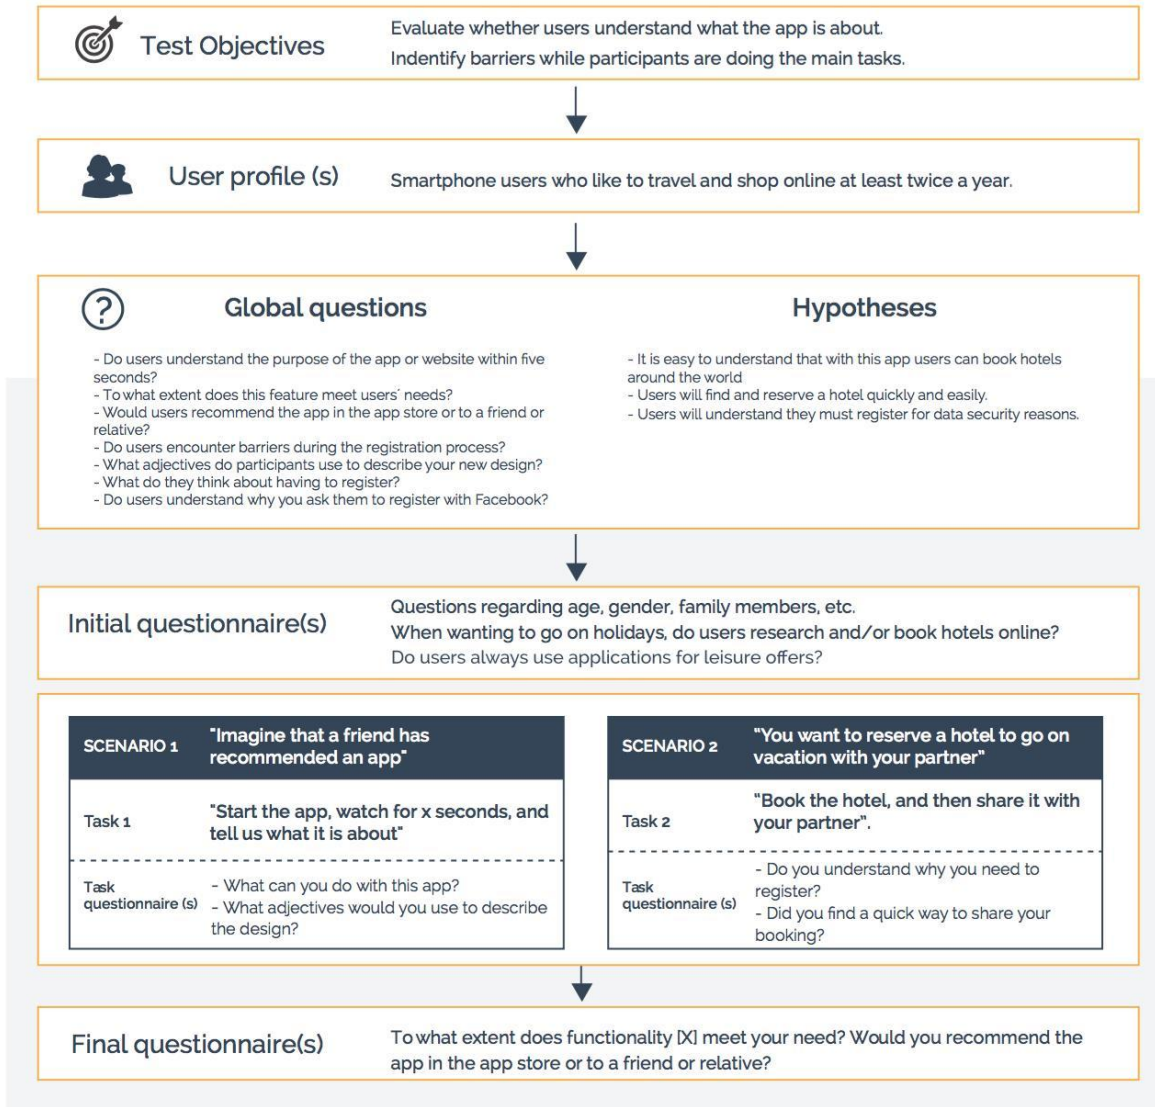 Test Objectives
Evaluate whether users understand what the app is about.
Indentify barriers while participants are doing the main tasks.
User profile (s)
Smartphone users who like to travel and shop online at least twice a year.
?
Global questions
- Do users understand the purpose of the app or website within five
seconds?
- To what extent does this feature meet users´ needs?
- Would users recommend the app in the app store or to a friend or
relative?
- Do users encounter barriers during the registration process?
- What adjectives do participants use to describe your new design?
- What do they think about having to register?
- Do users understand why you ask them to register with Facebook?
Hypotheses
- It is easy to understand that with this app users can book hotels
around the world
- Users will find and reserve a hotel quickly and easily.
- Users will understand they must register for data security reasons.
Initial questionnaire(s)
Questions regarding age, gender, family members, etc.
When wanting to go on holidays, do users research and/or book hotels online?
Do users always use applications for leisure offers?
SCENARIO 1
"Imagine that a friend has
recommended an app"
Task 1
"Start the app, watch for x seconds, and
tell us what it is about"
Task
questionnaire (s)
- What can you do with this app?
- What adjectives would you use to describe
the design?
SCENARIO 2
“You want to reserve a hotel to go on
vacation with your partner”
Task 2
“Book the hotel, and then share it with
your partner”.
Task
questionnaire (s)
- Do you understand why you need to
register?
- Did you find a quick way to share your
booking?
Final questionnaire(s)
To what extent does functionality [X] meet your need? Would you recommend the
app in the app store or to a friend or relative?